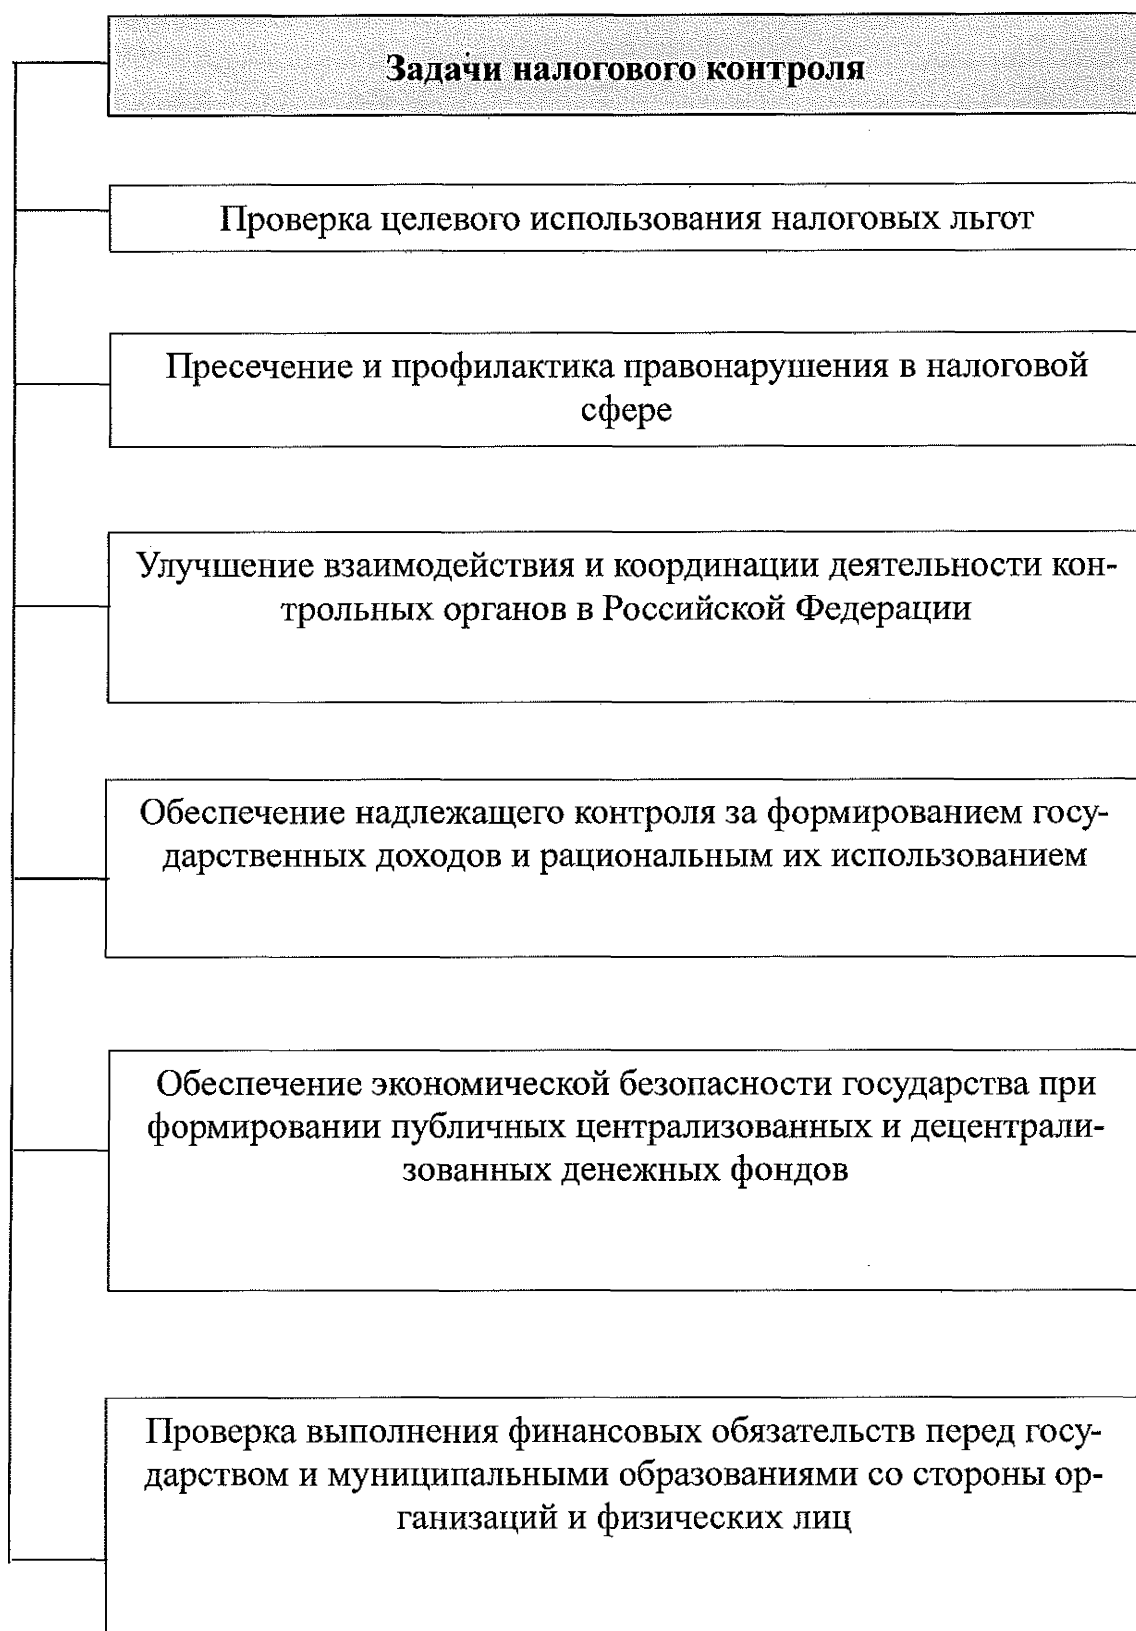 Задачи налогового контроля
Проверка целевого использования налоговых льгот
Пресечение и профилактика правонарушения в налоговой
сфере
Улучшение взаимодействия и координации деятельности кон-
трольных органов в Российской Федерации
Обеспечение надлежащего контроля за формированием госу-
дарственных доходов и рациональным их использованием
Обеспечение экономической безопасности государства при
формировании публичных централизованных и децентрали-
зованных денежных фондов
Проверка выполнения финансовых обязательств перед госу-
дарством и муниципальными образованиями со стороны ор-
ганизаций и физических лиц